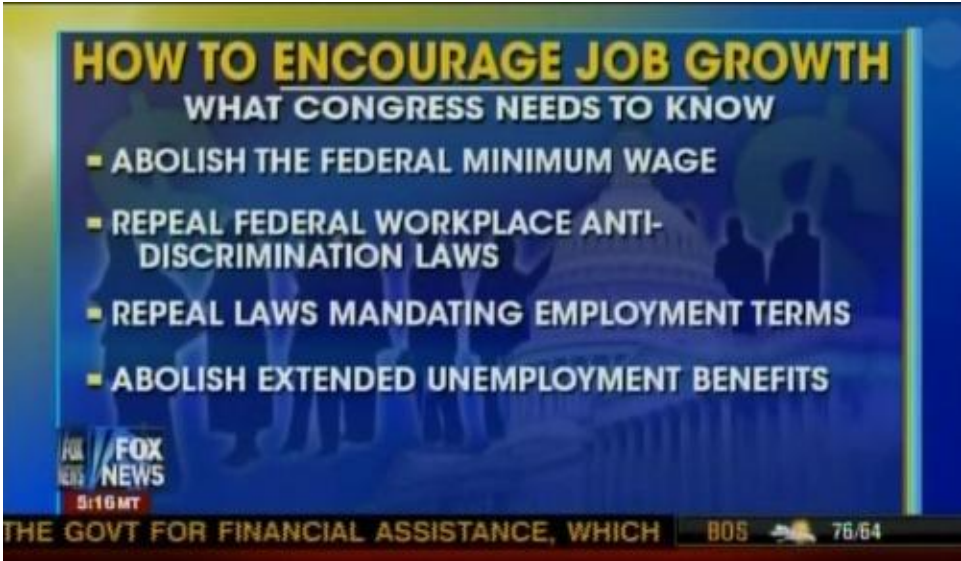 HOW TO ENCOURAGE JOB GROWTH
WHAT CONGRESS NEEDS TO KNOW
- ABOLISH THE FEDERAL MINIMUM WAGE
- REPEAL FEDERAL WORKPLACE ANTI-
DISCRIMINATION LAWS
- REPEAL LAWS MANDATING EMPLOYMENT TERMS
- ABOLISH EXTENDED UNEMPLOYMENT BENEFITS
FOX FOX
NEWS NEWS
5:16 MT
THE GOVT FOR FINANCIAL ASSISTANCE, WHICH BOS 76/64